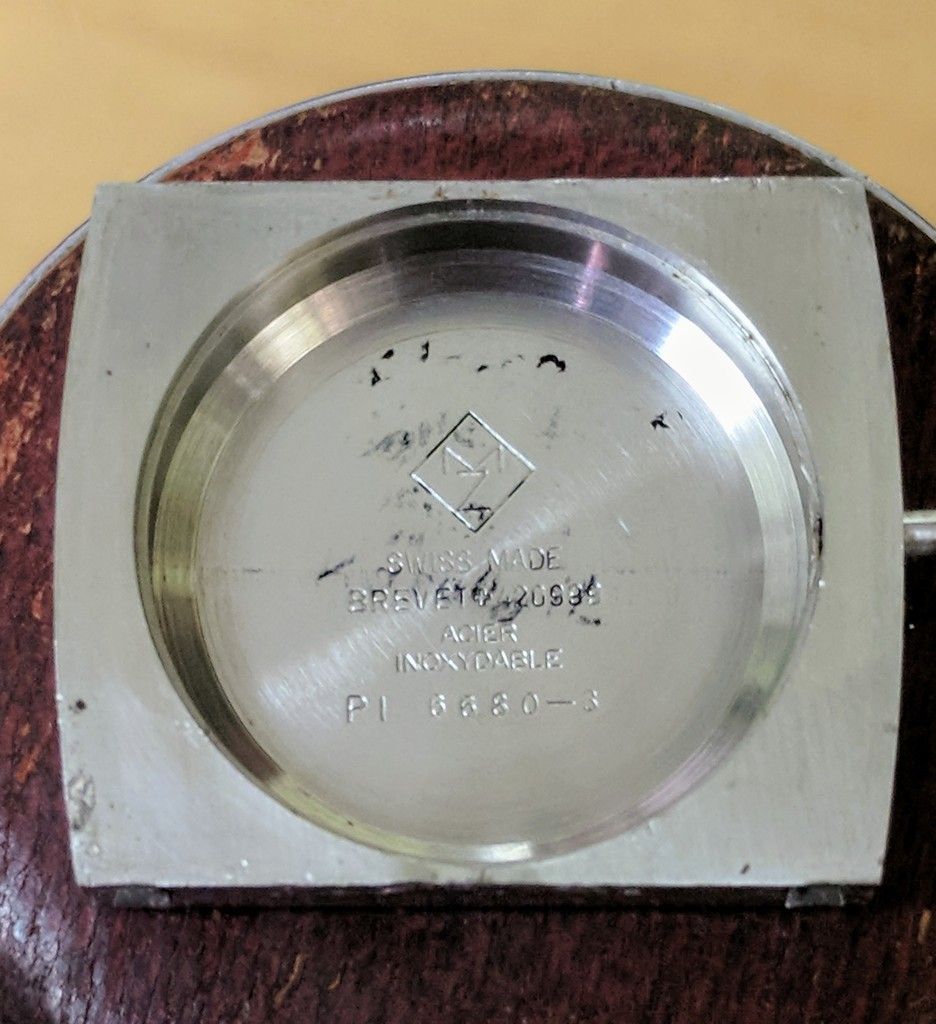 SWISS MADE
BREVET
ACIER
INOXYDABLE
PI 6680-3